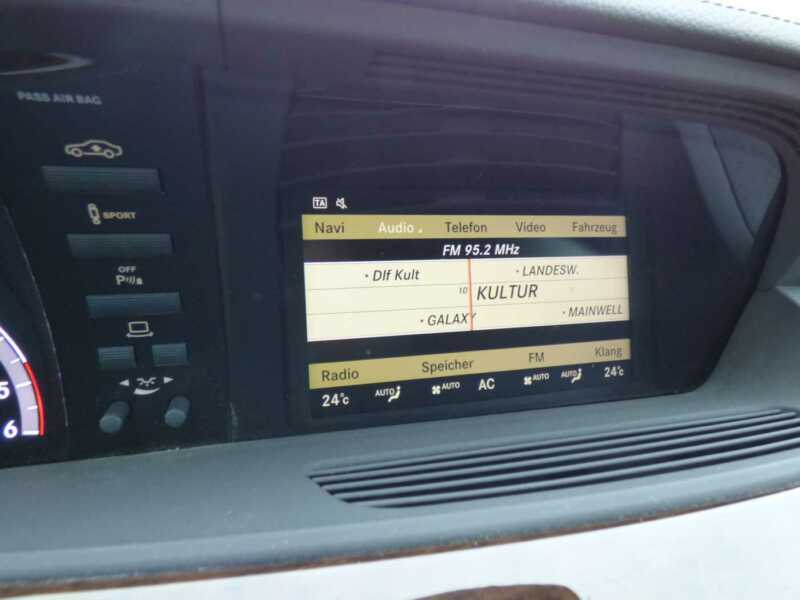 PASS AIR BAG
SPORT
OFF
P
5
6
TA
Navi Audio Telefon Video Fahrzeug
FM 95.2 MHz
Dlf Kult LANDESW.
10 KULTUR
GALAXY MAINWELL
Radio Speicher FM Klang
24°C AUTO AUTO AC AUTO AUTO 24°C